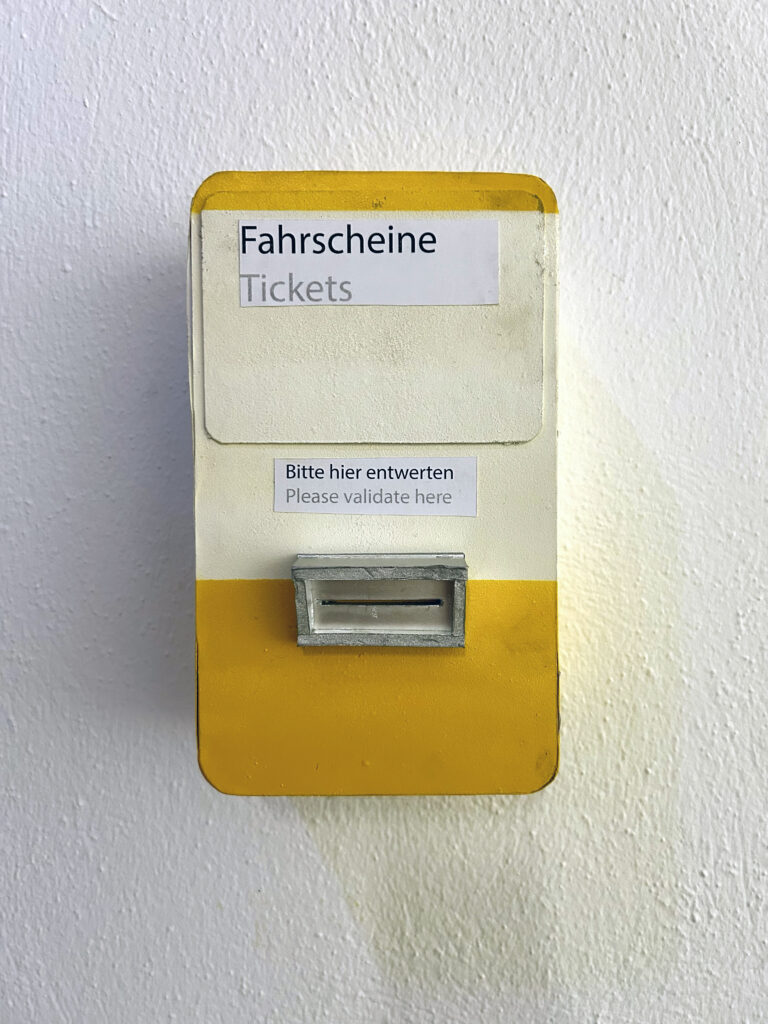 Fahrscheine
Tickets
Bitte hier entwerten
Please validate here